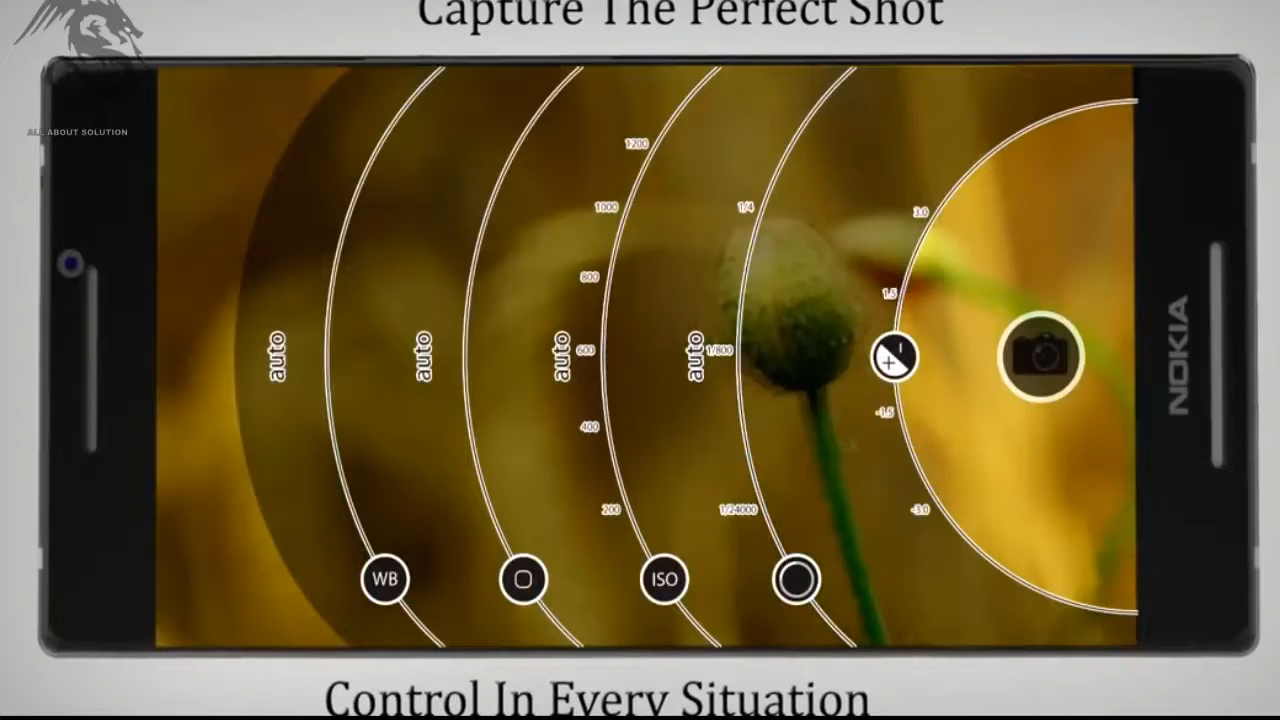 Capture The Perfect Shot
ALL ABOUT SOLUTION
1200
1000
1/4
3.0
800
1.5
auto
auto
auto
600
auto
1/800
NOKIA
-1.5
400
200
1/24000
-3.0
WB
ISO
Control In Every Situation